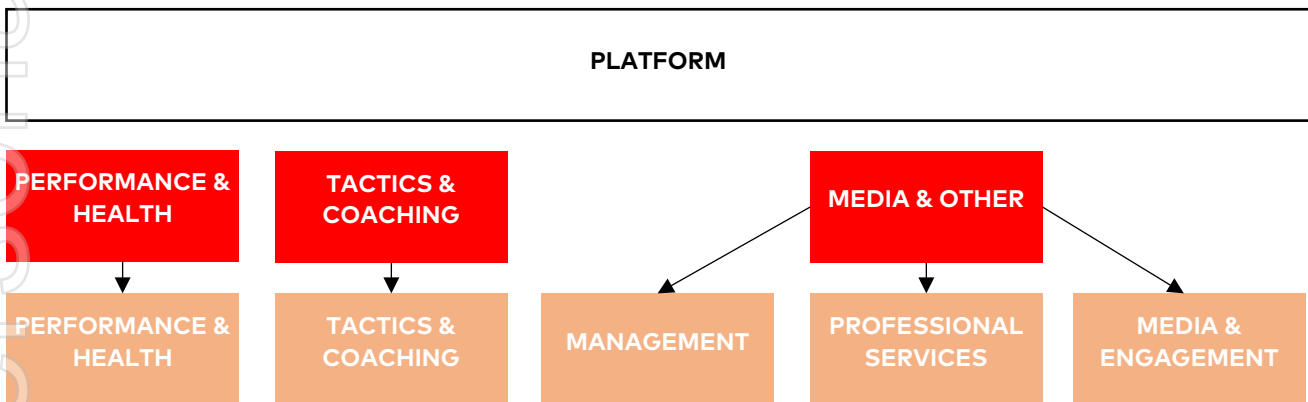 PLATFORM
PERFORMANCE &
HEALTH
TACTICS &
COACHING
MEDIA & OTHER
PERFORMANCE &
HEALTH
TACTICS &
COACHING
MANAGEMENT
PROFESSIONAL
SERVICES
MEDIA &
ENGAGEMENT